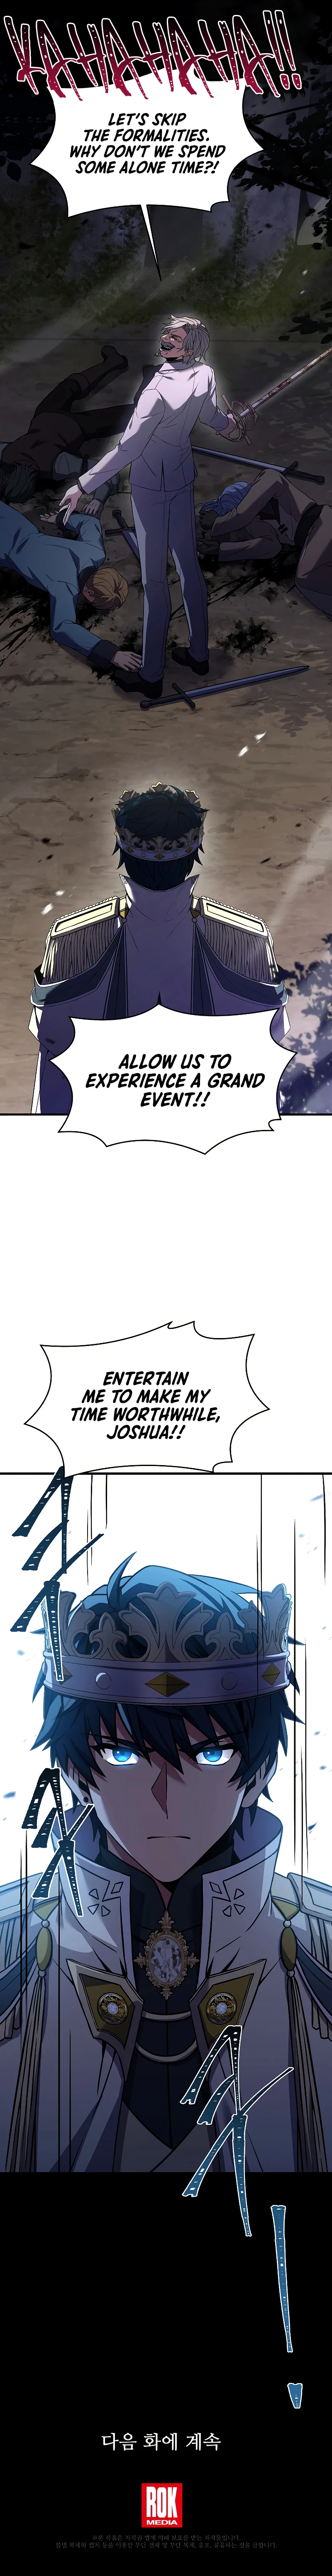 KAHAHAHAHA!!
LET'S SKIP
THE FORMALITIES.
WHY DON'T WE SPEND
SOME ALONE TIME?!
ALLOW US TO
EXPERIENCE A GRAND
EVENT!!
ENTERTAIN
ME TO MAKE MY
TIME WORTHWHILE,
JOSHUA!!
다음 화에 계속
ROK
MEDIA